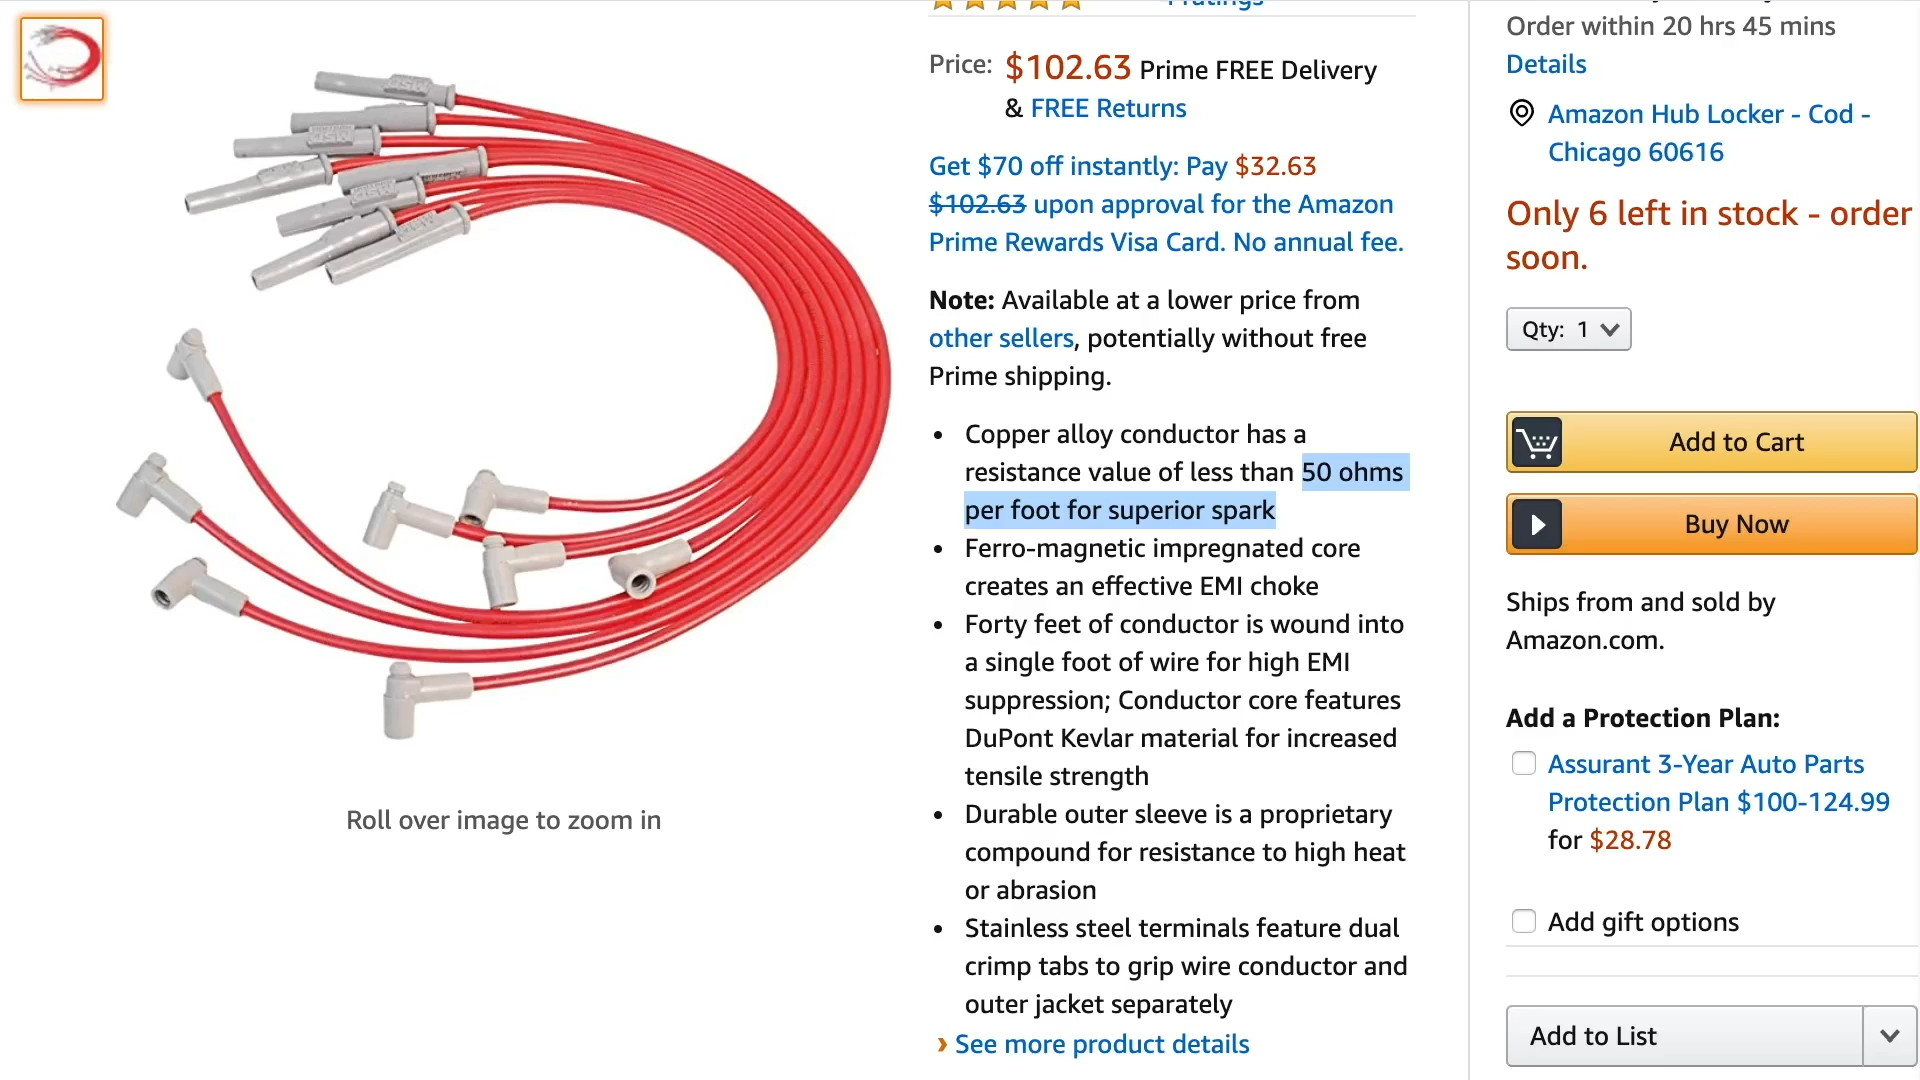 Price: $102.63 Prime FREE Delivery
& FREE Returns
Get $70 off instantly: Pay $32.63
$102.63 upon approval for the Amazon
Prime Rewards Visa Card. No annual fee.
Note: Available at a lower price from
other sellers, potentially without free
Prime shipping.
• Copper alloy conductor has a
resistance value of less than 50 ohms
per foot for superior spark
• Ferro-magnetic impregnated core
creates an effective EMI choke
• Forty feet of conductor is wound into
a single foot of wire for high EMI
suppression; Conductor core features
DuPont Kevlar material for increased
tensile strength
• Durable outer sleeve is a proprietary
compound for resistance to high heat
or abrasion
• Stainless steel terminals feature dual
crimp tabs to grip wire conductor and
outer jacket separately
› See more product details
Roll over image to zoom in
Order within 20 hrs 45 mins
Details
Amazon Hub Locker - Cod -
Chicago 60616
Only 6 left in stock - order
soon.
Qty: 1
Add to Cart
Buy Now
Ships from and sold by
Amazon.com.
Add a Protection Plan:
Assurant 3-Year Auto Parts
Protection Plan $100-124.99
for $28.78
Add gift options
Add to List